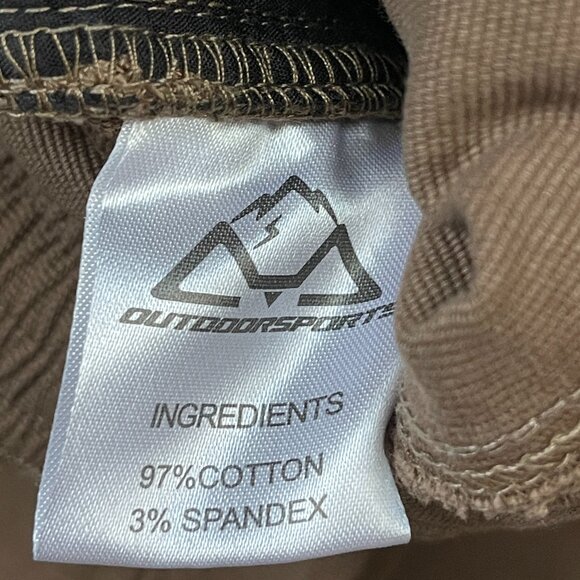 OUTDOORSPORTS
INGREDIENTS
97%COTTON
3% SPANDEX